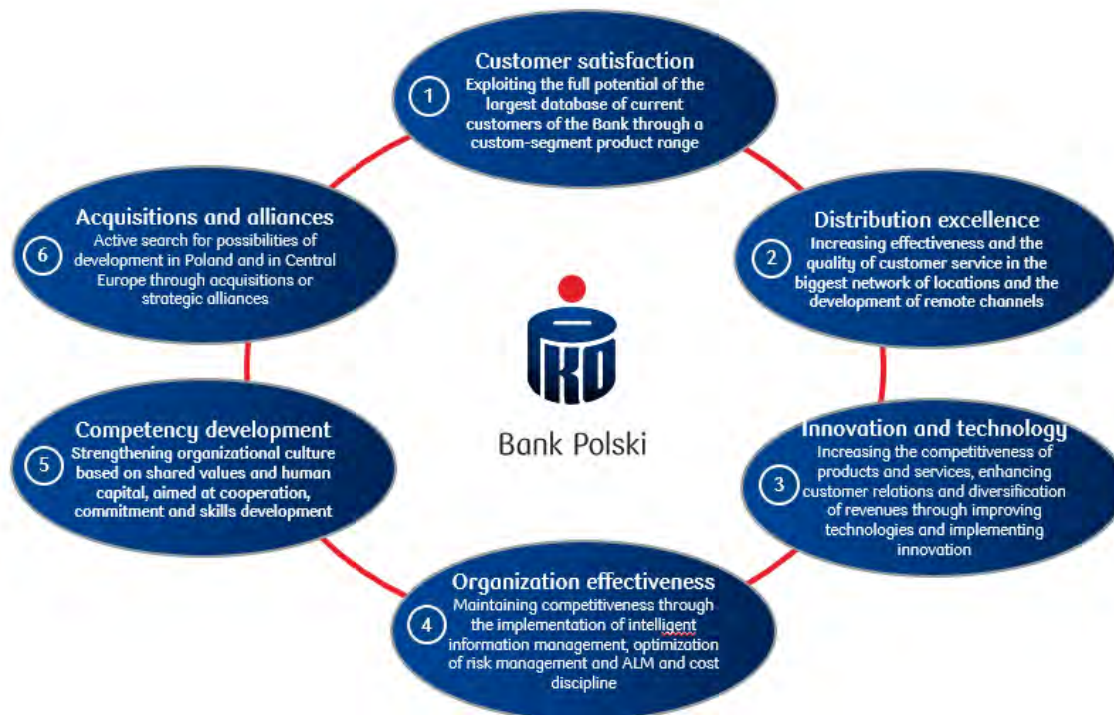 Customer satisfaction
1
Exploiting the full potential of the
largest database of current
customers of the Bank through a
custom-segment product range
Distribution excellence
2
Increasing effectiveness and the
quality of customer service in the
biggest network of locations and the
development of remote channels
Innovation and technology
3
Increasing the competitiveness of
products and services, enhancing
customer relations and diversification
of revenues through improving
technologies and implementing
innovation
Organization effectiveness
4
Maintaining competitiveness through
the implementation of intelligent
information management, optimization
of risk management and ALM and cost
discipline
Competency development
5
Strengthening organizational culture
based on shared values and human
capital, aimed at cooperation,
commitment and skills development
Acquisitions and alliances
6
Active search for possibilities of
development in Poland and in Central
Europe through acquisitions or
strategic alliances
PKO
Bank Polski